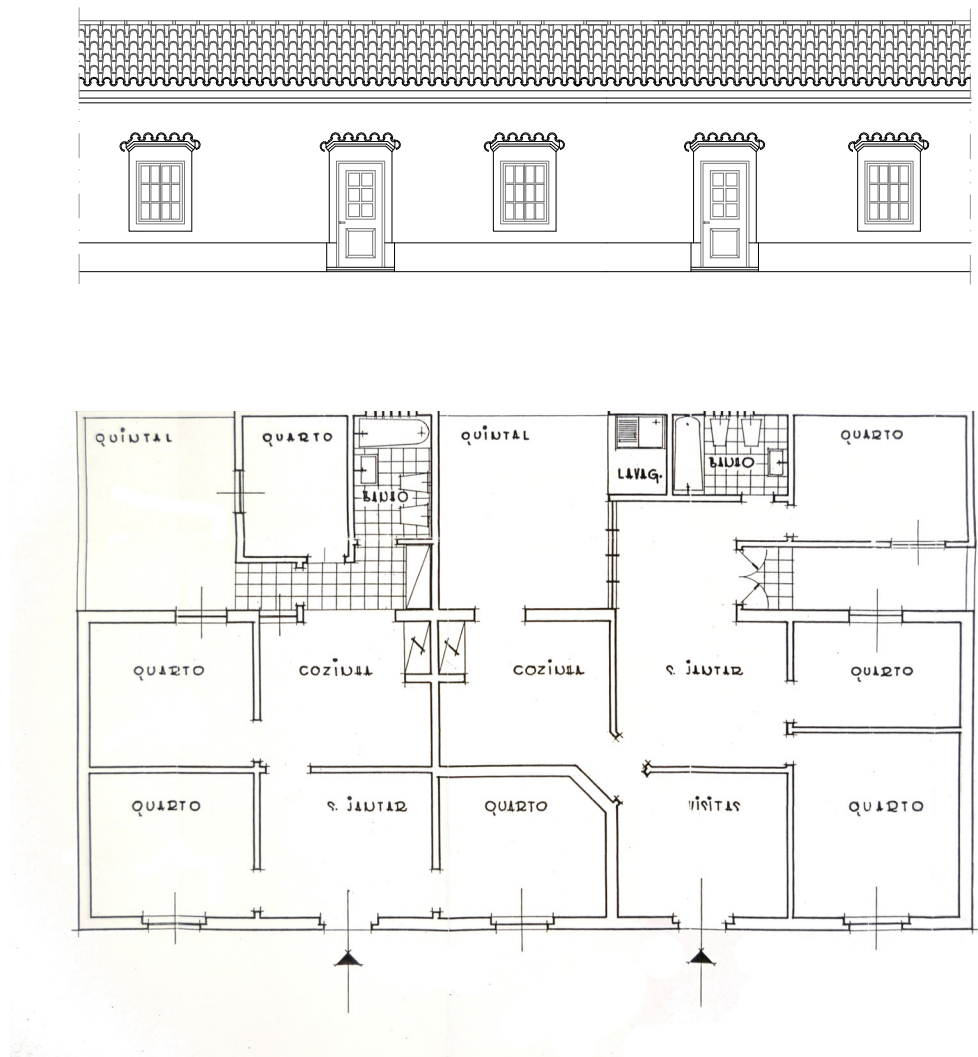 QUINTAL
QUARTO
BANHO
QUINTAL
LAVAG.
BANHO
QUARTO
QUARTO
COZINHA
COZINHA
S. JANTAR
QUARTO
QUARTO
S. JANTAR
QUARTO
VISITAS
QUARTO